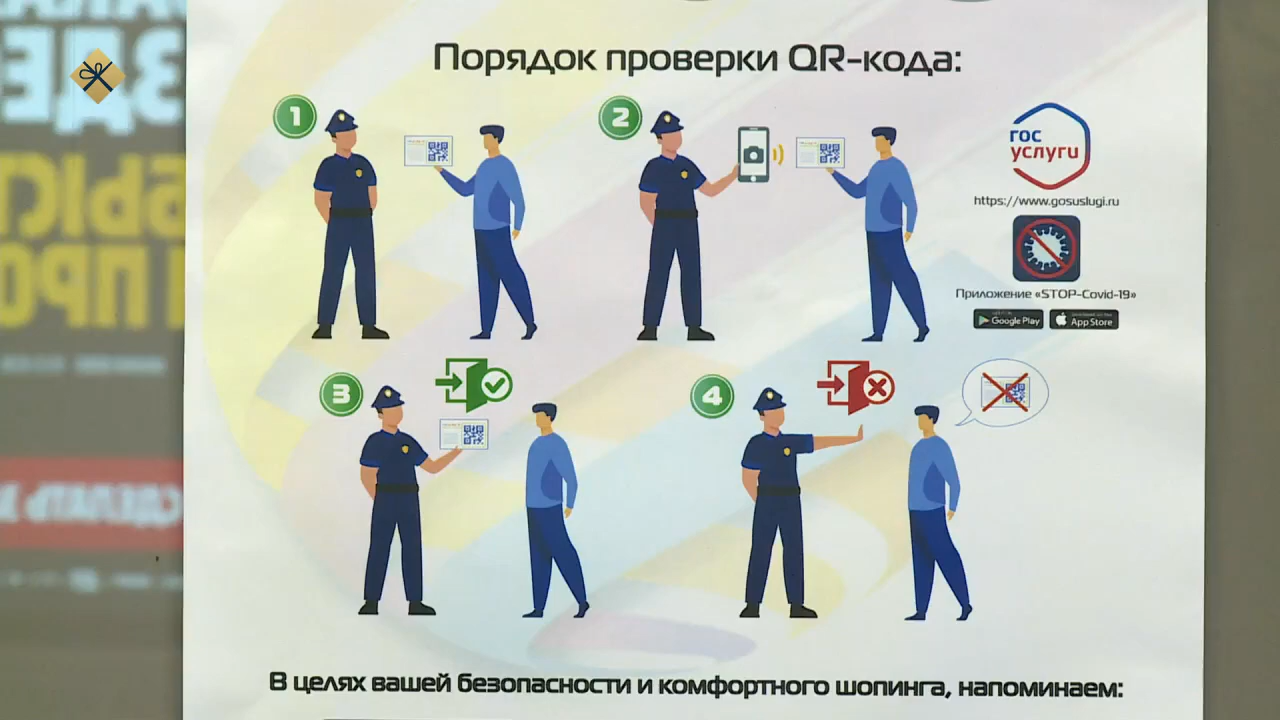 Порядок проверки QR-кода:
1
2
гос
услуги
https://www.gosuslugi.ru
Приложение «STOP-Covid-19»
Google Play
App Store
3
4
В целях вашей безопасности и комфортного шопинга, напоминаем: